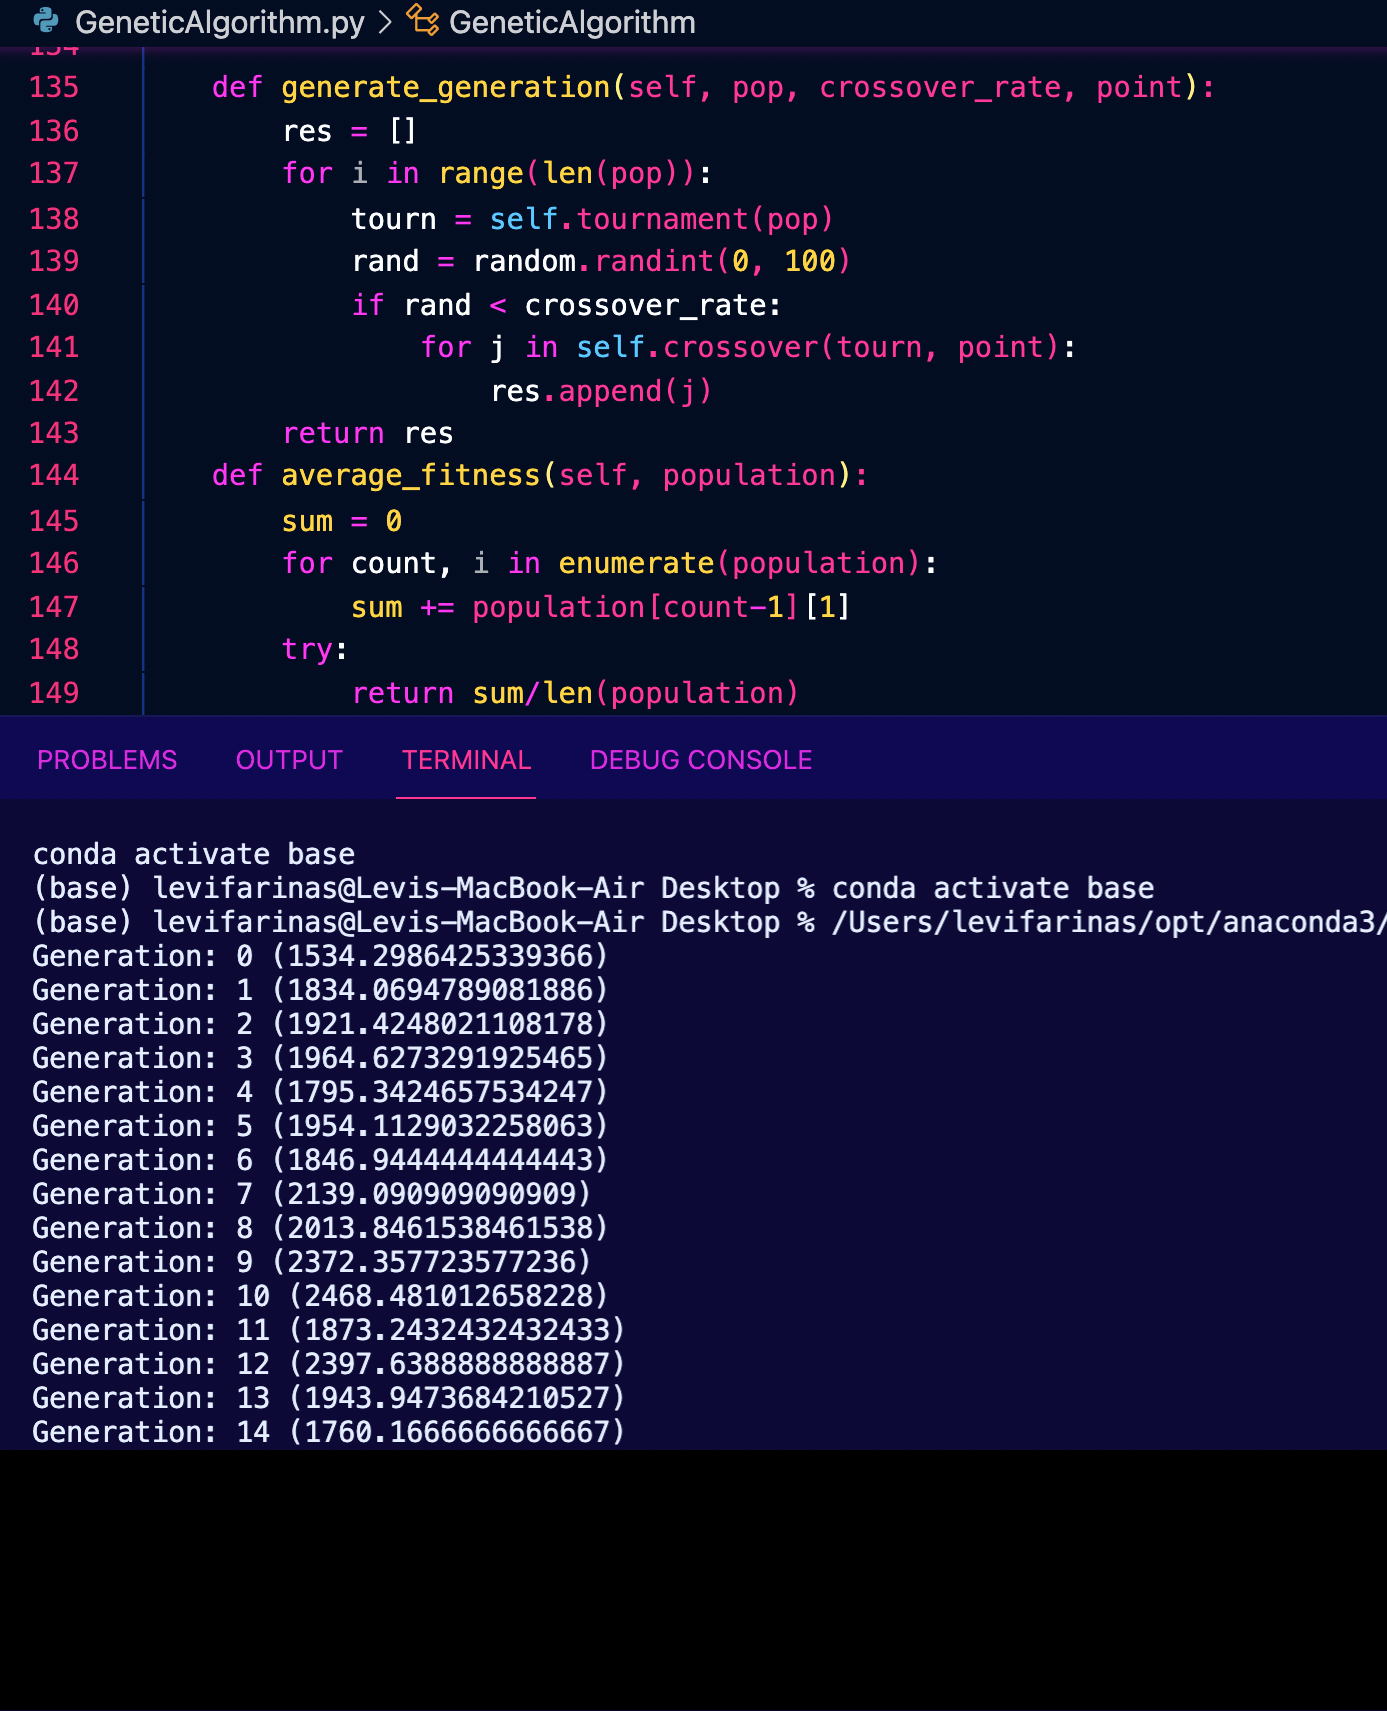 GeneticAlgorithm.py > GeneticAlgorithm
134
135 def generate_generation(self, pop, crossover_rate, point):
136 res = []
137 for i in range(len(pop)):
138 tourn = self.tournament(pop)
139 rand = random.randint(0, 100)
140 if rand < crossover_rate:
141 for j in self.crossover(tourn, point):
142 res.append(j)
143 return res
144 def average_fitness(self, population):
145 sum = 0
146 for count, i in enumerate(population):
147 sum += population[count-1][1]
148 try:
149 return sum/len(population)
PROBLEMS OUTPUT TERMINAL DEBUG CONSOLE
conda activate base
(base) levifarinas@Levis-MacBook-Air Desktop % conda activate base
(base) levifarinas@Levis-MacBook-Air Desktop % /Users/levifarinas/opt/anaconda3/
Generation: 0 (1534.2986425339366)
Generation: 1 (1834.0694789081886)
Generation: 2 (1921.4248021108178)
Generation: 3 (1964.6273291925465)
Generation: 4 (1795.3424657534247)
Generation: 5 (1954.1129032258063)
Generation: 6 (1846.9444444444443)
Generation: 7 (2139.090909090909)
Generation: 8 (2013.8461538461538)
Generation: 9 (2372.357723577236)
Generation: 10 (2468.481012658228)
Generation: 11 (1873.2432432432433)
Generation: 12 (2397.6388888888887)
Generation: 13 (1943.9473684210527)
Generation: 14 (1760.1666666666667)